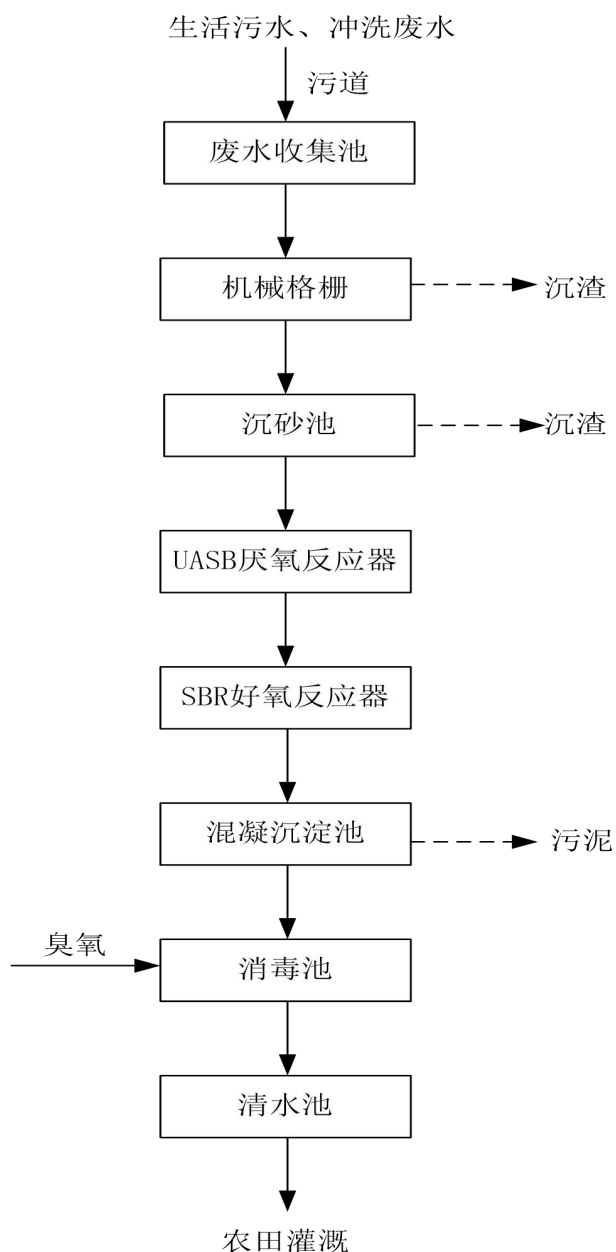 生活污水、冲洗废水
污道
废水收集池
机械格栅
沉渣
沉砂池
沉渣
UASB厌氧反应器
SBR好氧反应器
混凝沉淀池
污泥
臭氧
消毒池
清水池
农田灌溉